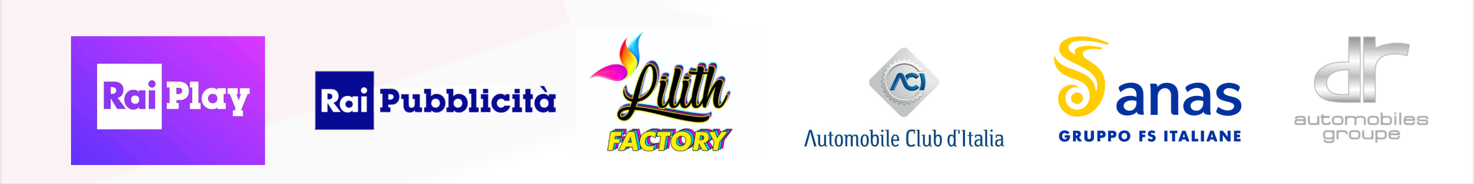 Rai Play
Rai Pubblicità
Lilith
FACTORY
ACI
Automobile Club d'Italia
anas
GRUPPO FS ITALIANE
dr
automobiles
groupe